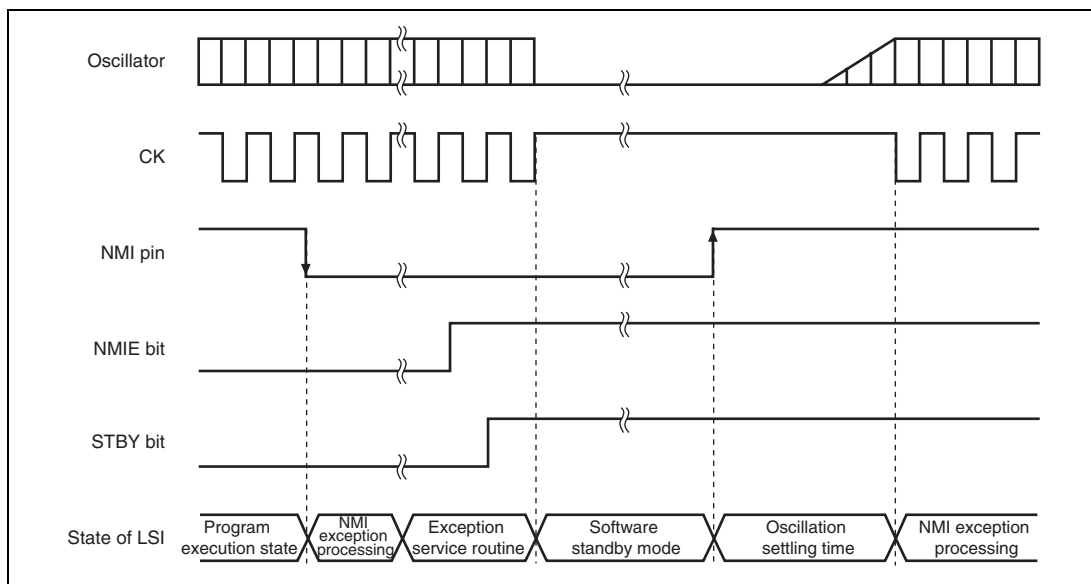 Oscillator
CK
NMI pin
NMIE bit
STBY bit
State of LSI
Program
execution state
NMI
exception
processing
Exception
service routine
Software
standby mode
Oscillation
settling time
NMI exception
processing